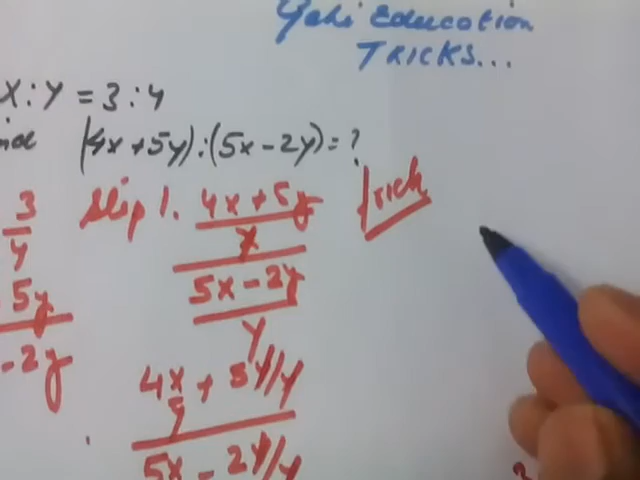 Yahi Education
TRICKS...
X : Y = 3 : 4
(4x+5y):(5x-2y)=?
3/4
Step 1. 4x+5y/y
trick
5x-2y/y
5y
-2y
4x/y + 5y/y
5x - 2y/y